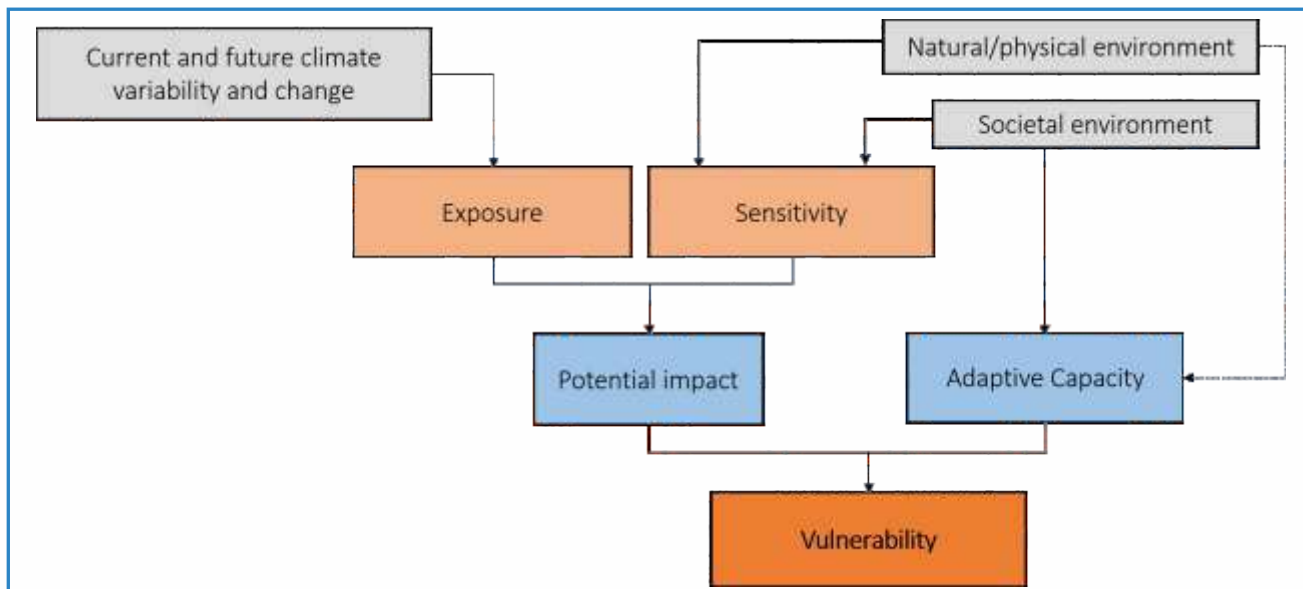 Current and future climate
variability and change
Natural/physical environment
Societal environment
Exposure
Sensitivity
Potential impact
Adaptive Capacity
Vulnerability